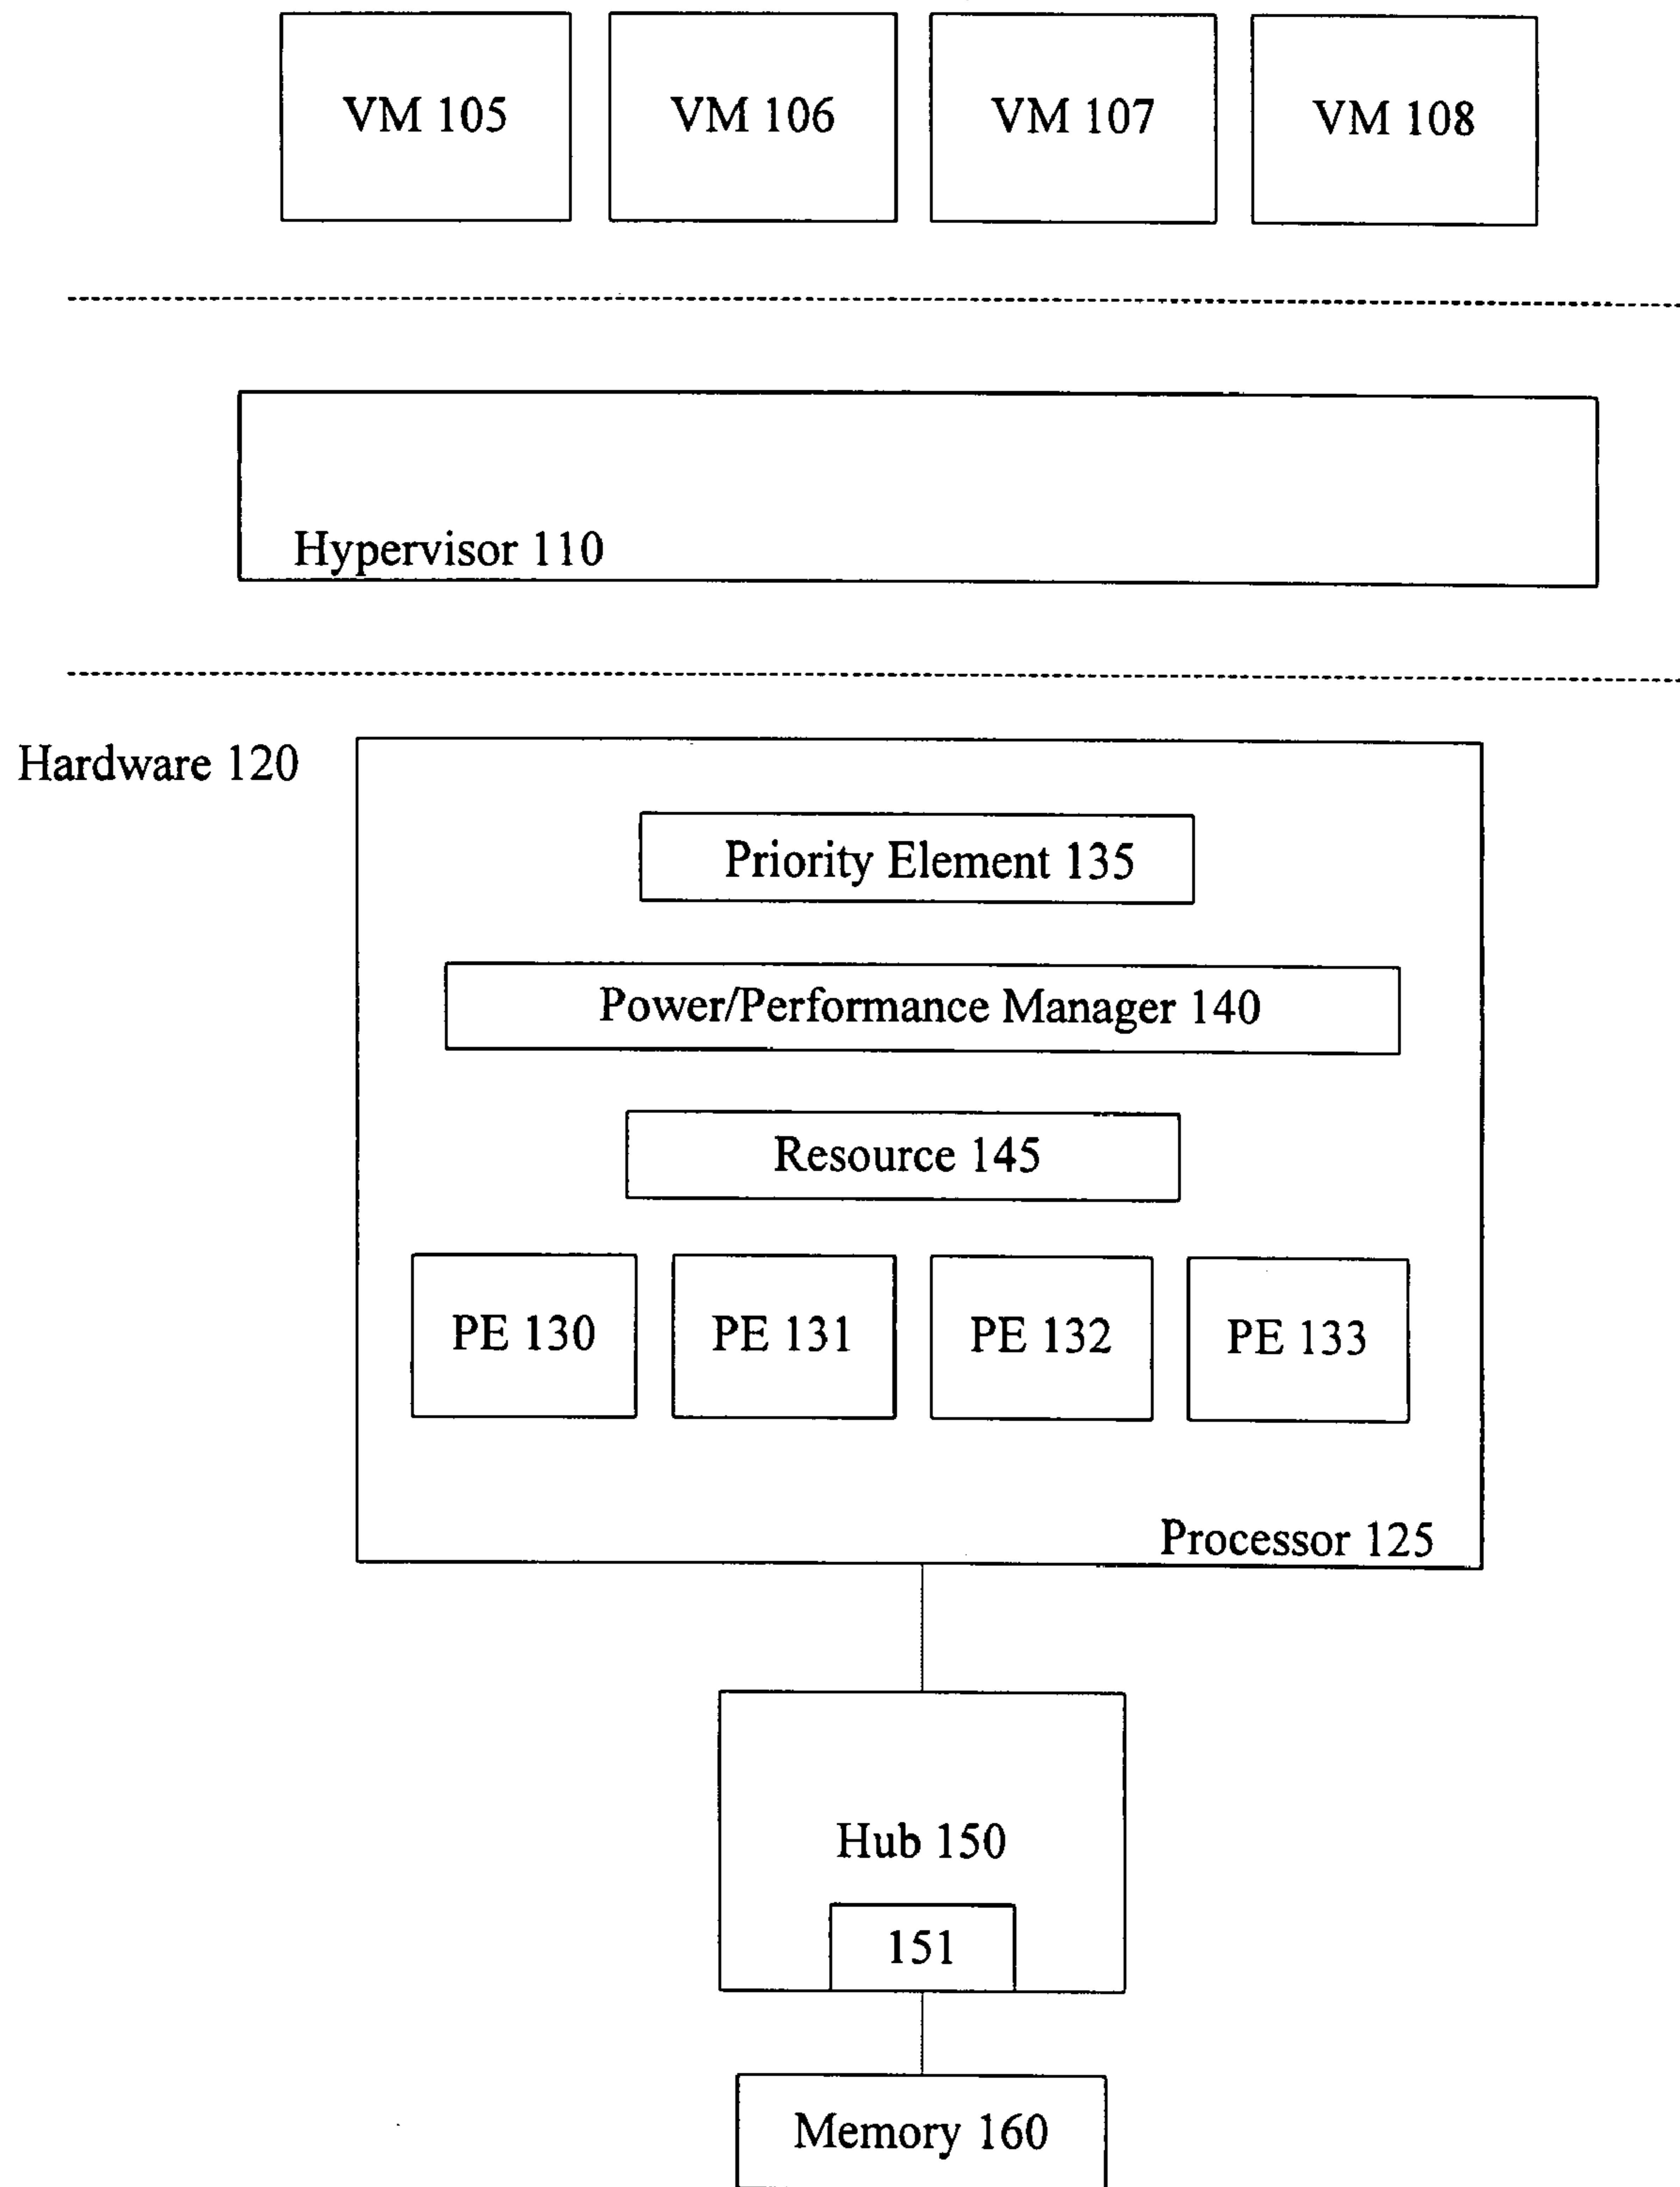 VM 105
VM 106
VM 107
VM 108
Hypervisor 110
Hardware 120
Priority Element 135
Power/Performance Manager 140
Resource 145
PE 130
PE 131
PE 132
PE 133
Processor 125
Hub 150
151
Memory 160